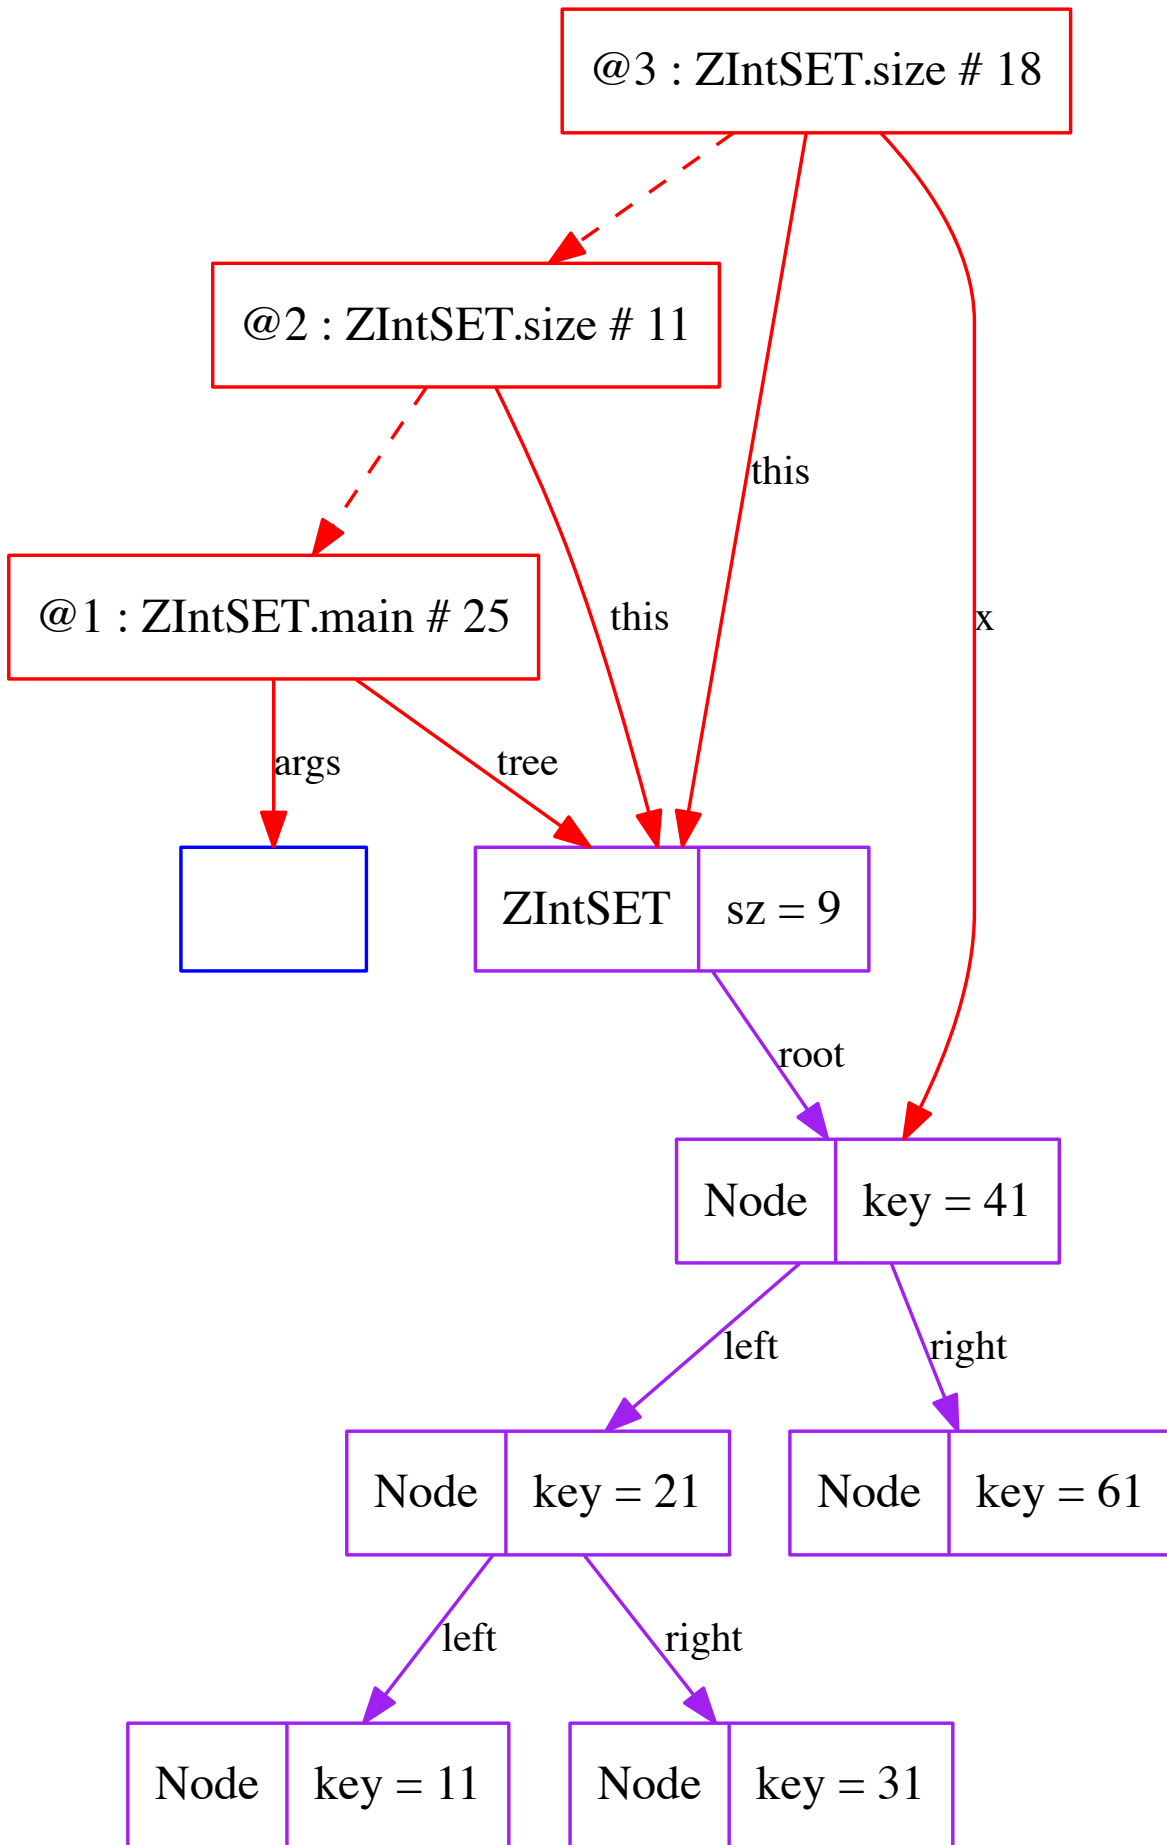 @3 : ZIntSET.size # 18
@2 : ZIntSET.size # 11
this
@1 : ZIntSET.main # 25
this
x
args
tree
ZIntSET
sz = 9
root
Node
key = 41
left
right
Node
key = 21
Node
key = 61
left
right
Node
key = 11
Node
key = 31